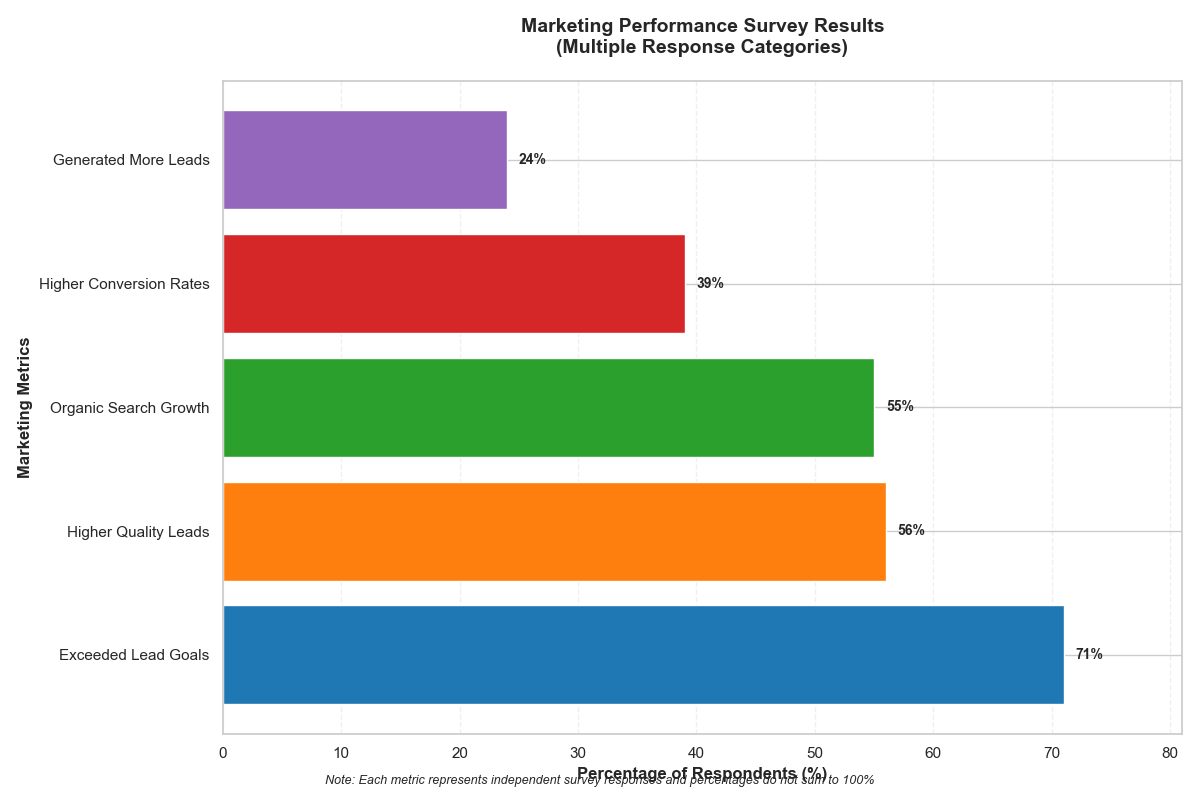 Marketing Performance Survey Results
(Multiple Response Categories)
Marketing Metrics
Generated More Leads
24%
Higher Conversion Rates
39%
Organic Search Growth
55%
Higher Quality Leads
56%
Exceeded Lead Goals
71%
0 10 20 30 40 50 60 70 80
Percentage of Respondents (%)
Note: Each metric represents independent survey responses and percentages do not sum to 100%